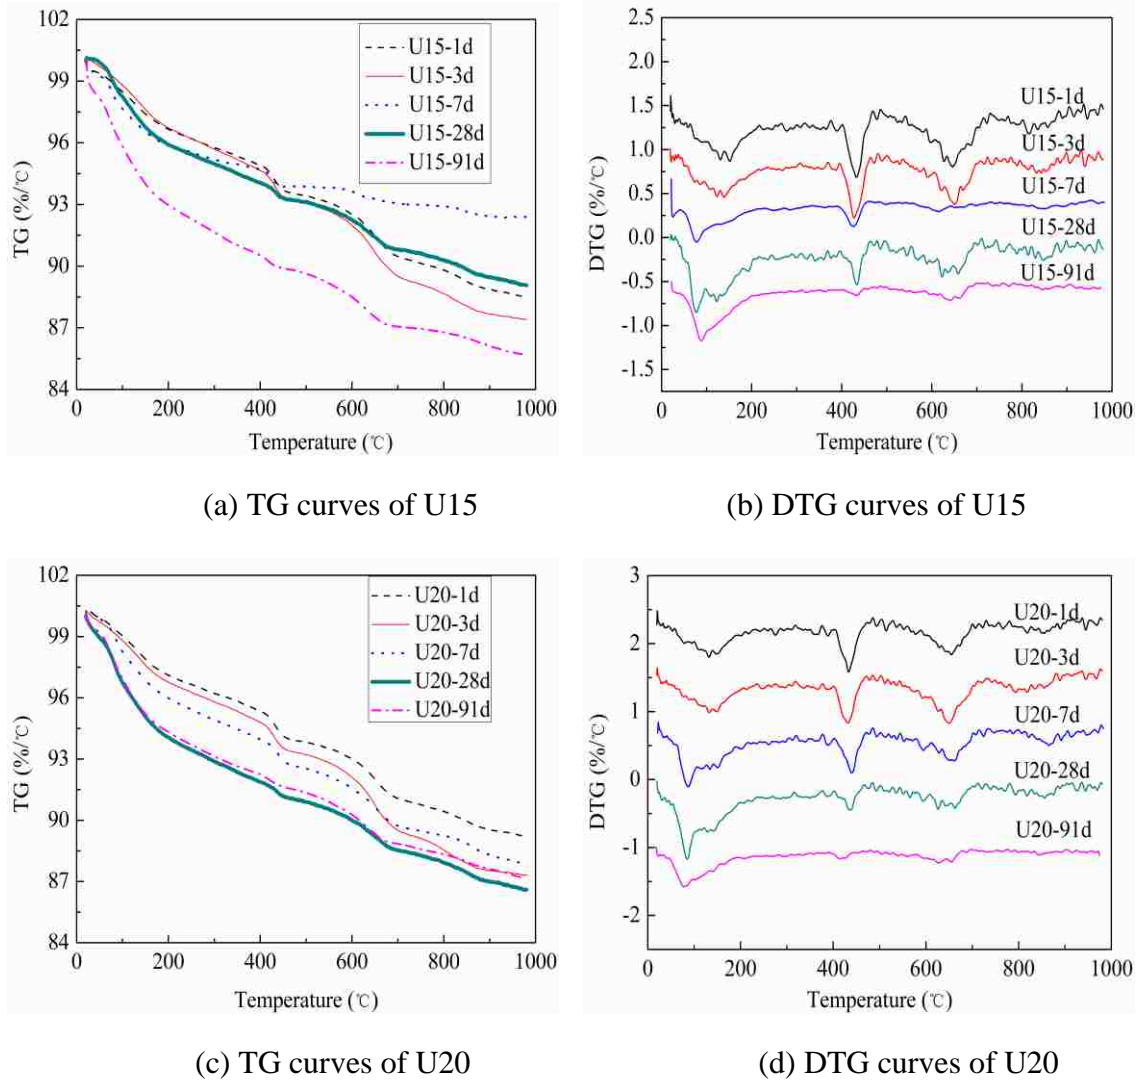 102
99
96
93
90
87
84
TG (%/℃)
0
200
400
600
800
1000
Temperature (℃)
U15-1d
U15-3d
U15-7d
U15-28d
U15-91d
(a) TG curves of U15
2.5
2.0
1.5
1.0
0.5
0.0
-0.5
-1.0
-1.5
DTG (%/℃)
0
200
400
600
800
1000
Temperature (℃)
U15-1d
U15-3d
U15-7d
U15-28d
U15-91d
(b) DTG curves of U15
102
99
96
93
90
87
84
TG (%/℃)
0
200
400
600
800
1000
Temperature (℃)
U20-1d
U20-3d
U20-7d
U20-28d
U20-91d
(c) TG curves of U20
3
2
1
0
-1
-2
DTG (%/℃)
0
200
400
600
800
1000
Temperature (℃)
U20-1d
U20-3d
U20-7d
U20-28d
U20-91d
(d) DTG curves of U20